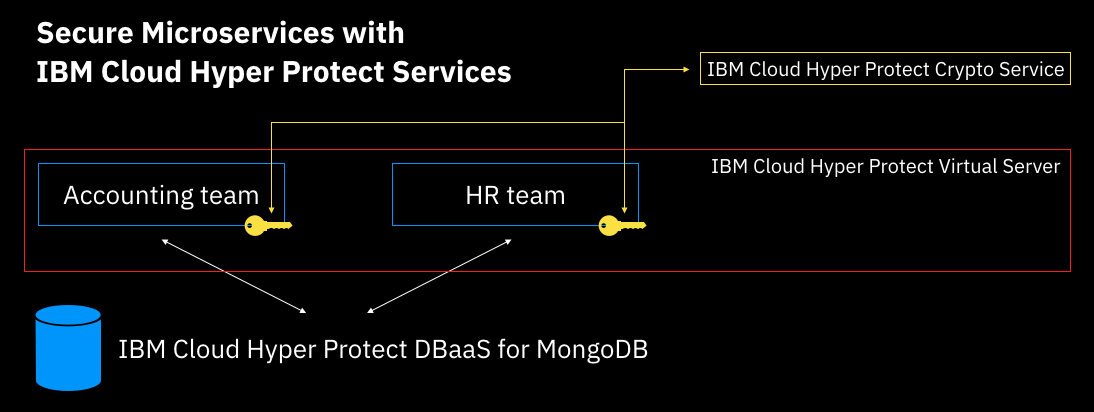 Secure Microservices with
IBM Cloud Hyper Protect Services
IBM Cloud Hyper Protect Crypto Service
IBM Cloud Hyper Protect Virtual Server
Accounting team
HR team
IBM Cloud Hyper Protect DBaaS for MongoDB